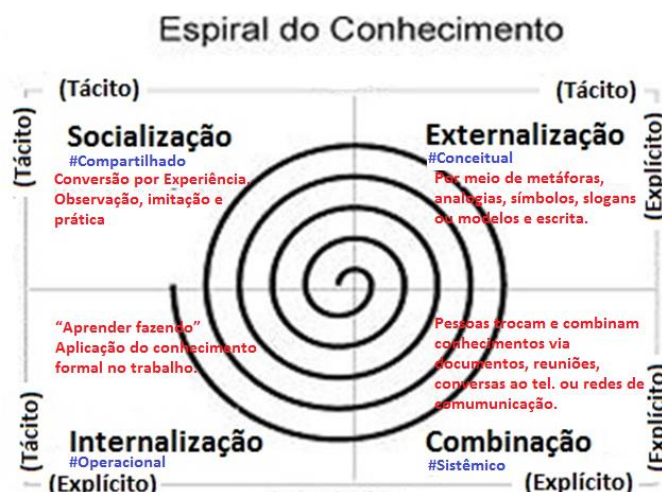 Espiral do Conhecimento
(Tácito)
(Tácito)
(Tácito)
Socialização
#Compartilhado
Conversão por Experiência.
Observação, imitação e
prática
Externalização
#Conceitual
Por meio de metáforas,
analogias, símbolos, slogans
ou modelos e escrita.
(Explícito)
“Aprender fazendo”
Aplicação do conhecimento
formal no trabalho.
Pessoas trocam e combinam
conhecimentos via
documentos, reuniões,
conversas ao tel. ou redes de
comumunicação.
(Tácito)
Internalização
#Operacional
(Explícito)
Combinação
#Sistêmico
(Explícito)
(Explícito)